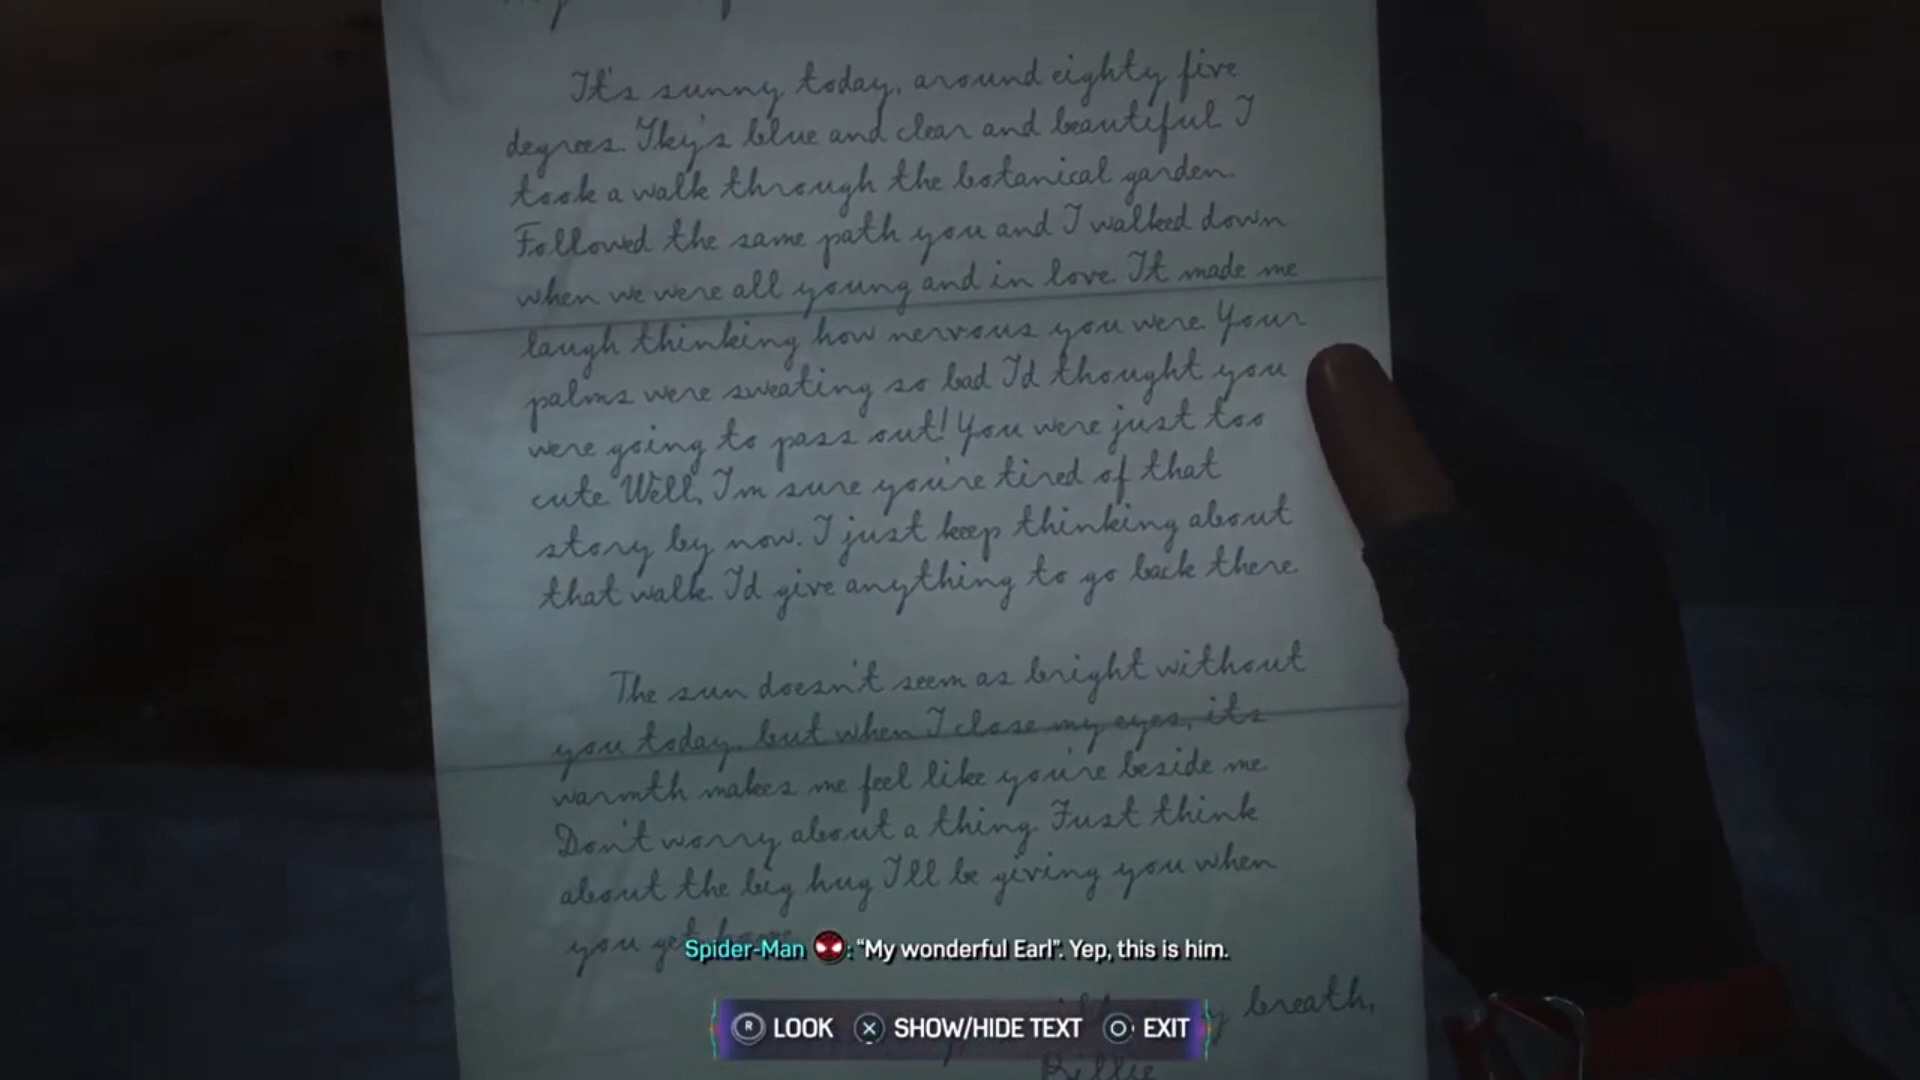 It's sunny today, around eighty five
degrees. Sky's blue and clear and beautiful. I
took a walk through the botanical garden.
Followed the same path you and I walked down
when we were all young and in love. It made me
laugh thinking how nervous you were. Your
palms were sweating so bad I'd thought you
were going to pass out! You were just too
cute. Well, I'm sure you're tired of that
story by now. I just keep thinking about
that walk. I'd give anything to go back there.
The sun doesn't seem as bright without
you today, but when I close my eyes, its
warmth makes me feel like you're beside me.
Don't worry about a thing. Just think
about the big hug I'll be giving you when
you get home
Spider-Man : “My wonderful Earl”. Yep, this is him.
breath,
R LOOK X SHOW/HIDE TEXT O EXIT
Billie